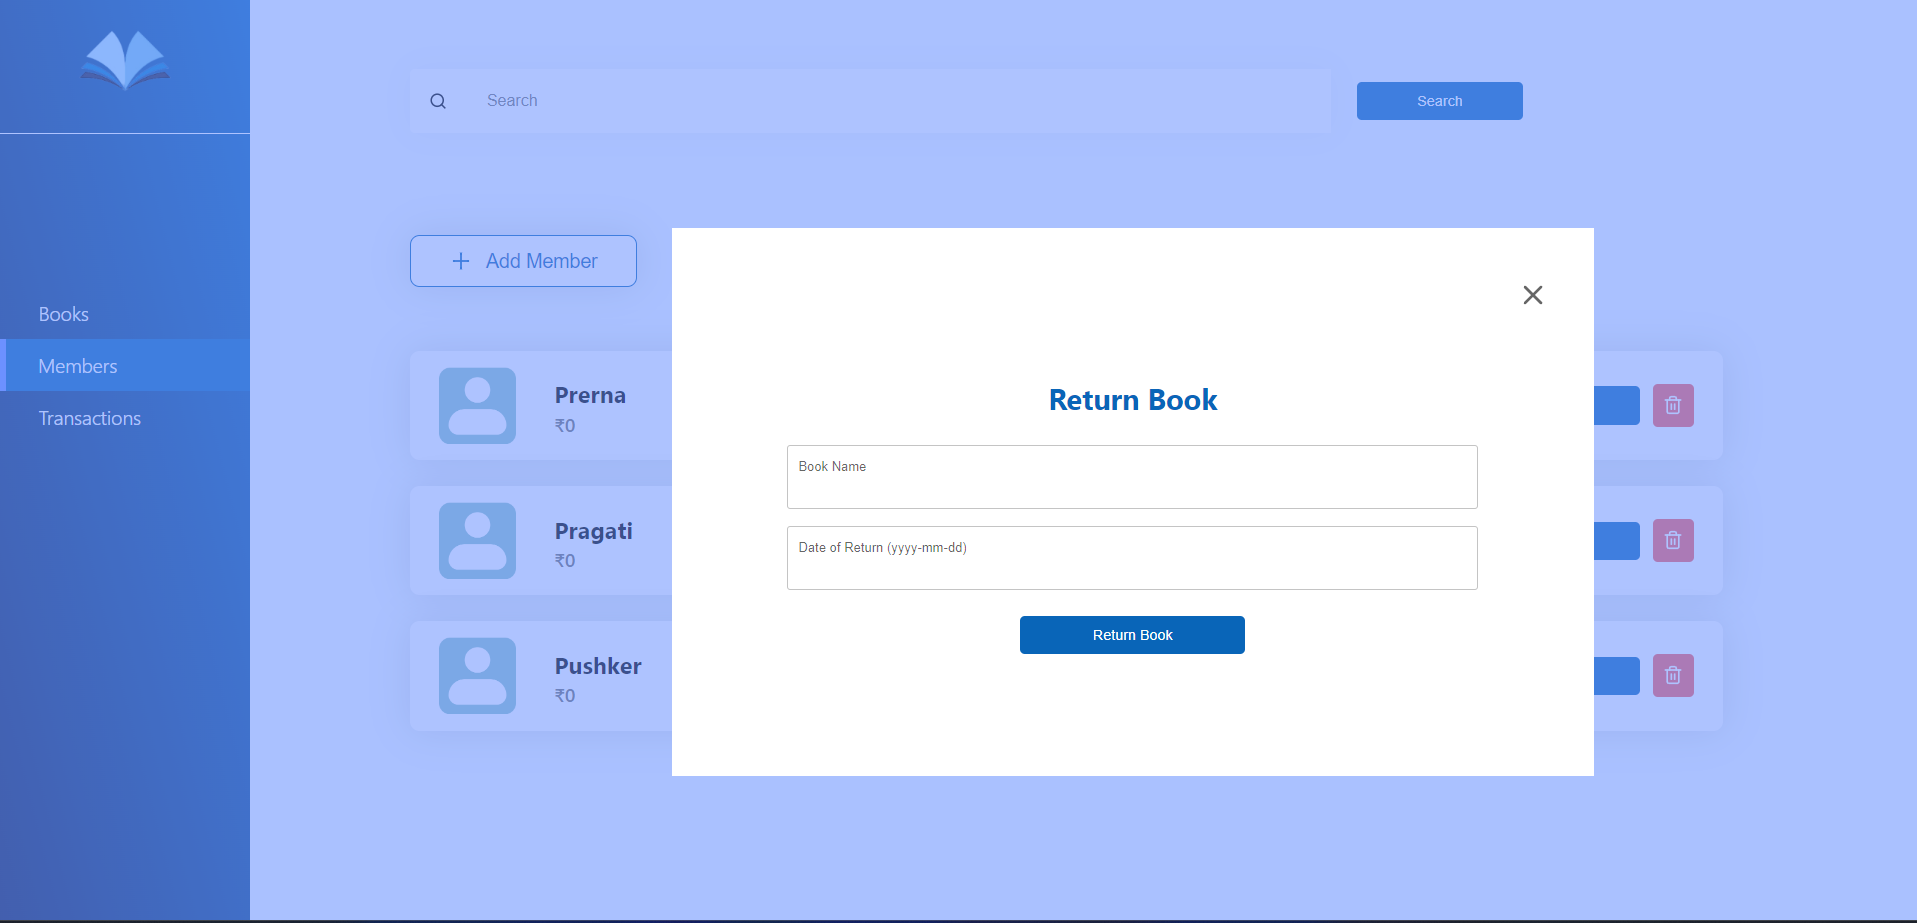 Search
Search
Add Member
Books
Members
Transactions
Prerna
₹0
Pragati
₹0
Pushker
₹0
Return Book
Book Name
Date of Return (yyyy-mm-dd)
Return Book